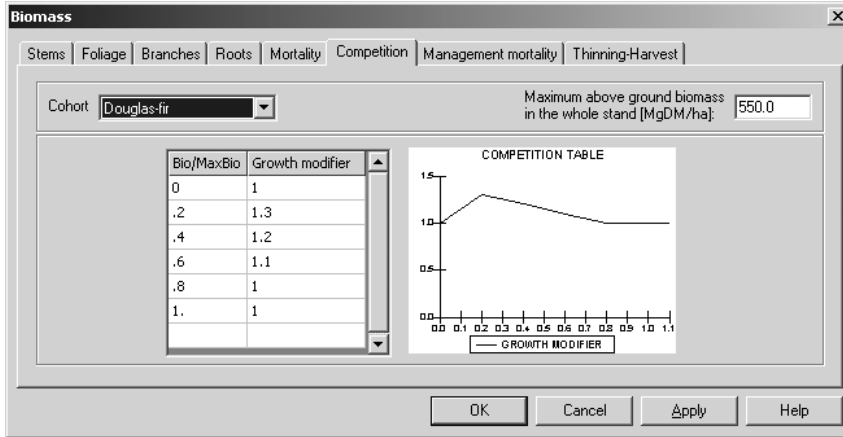 Biomass
Stems Foliage Branches Roots Mortality Competition Management mortality Thinning-Harvest
Cohort Douglas-fir
Maximum above ground biomass
in the whole stand [MgDM/ha]: 550.0
Bio/MaxBio Growth modifier
0 1
.2 1.3
.4 1.2
.6 1.1
.8 1
1. 1
COMPETITION TABLE
1.5
1.0
0.5
0.0
0.0 0.1 0.2 0.3 0.4 0.5 0.6 0.7 0.8 0.9 1.0 1.1
GROWTH MODIFIER
OK Cancel Apply Help